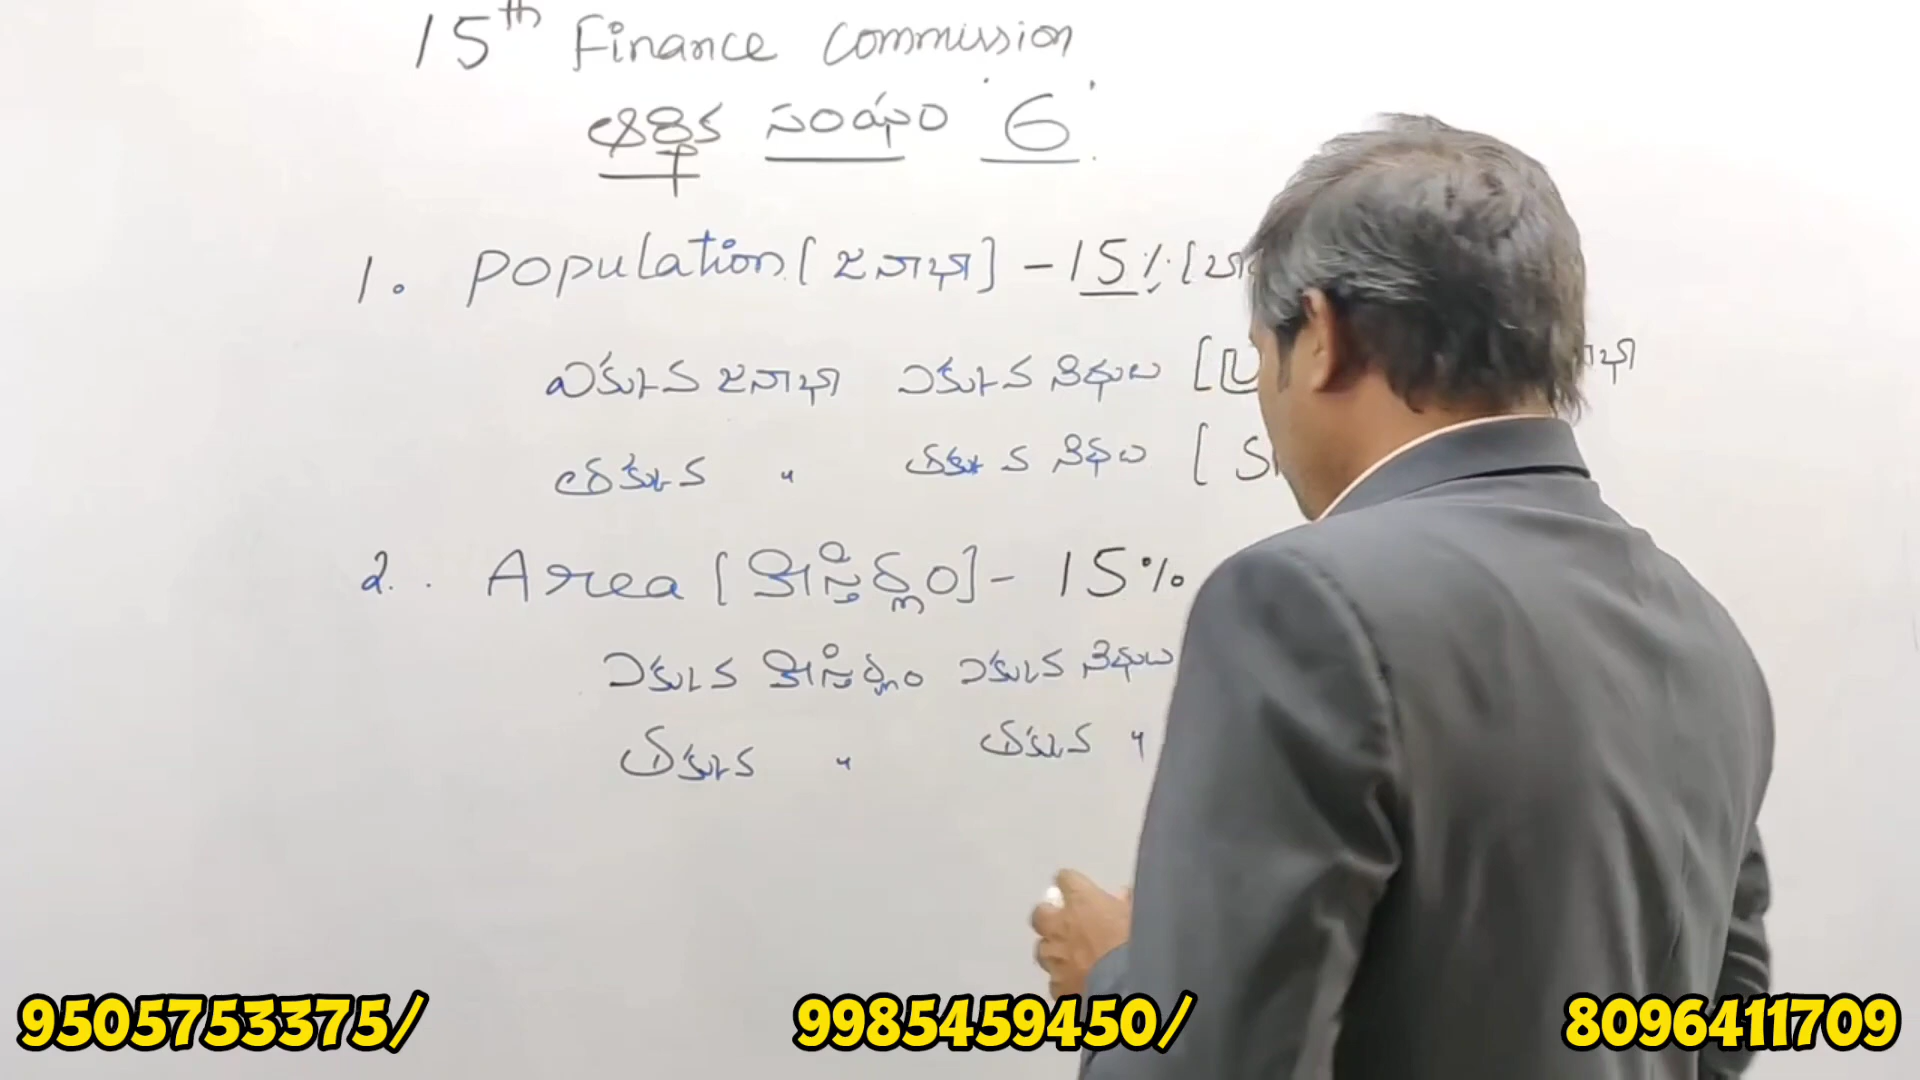 15th Finance Commission
ఆర్థిక సంఘం '6'
1. Population [జనాభా] - 15% [
ఎక్కువ జనాభా ఎక్కువ నిధులు [
తక్కువ " తక్కువ నిధులు [
2. Area [విస్తీర్ణం] - 15%
ఎక్కువ విస్తీర్ణం ఎక్కువ నిధులు
తక్కువ " తక్కువ "
9505753375/ 9985459450/ 8096411709